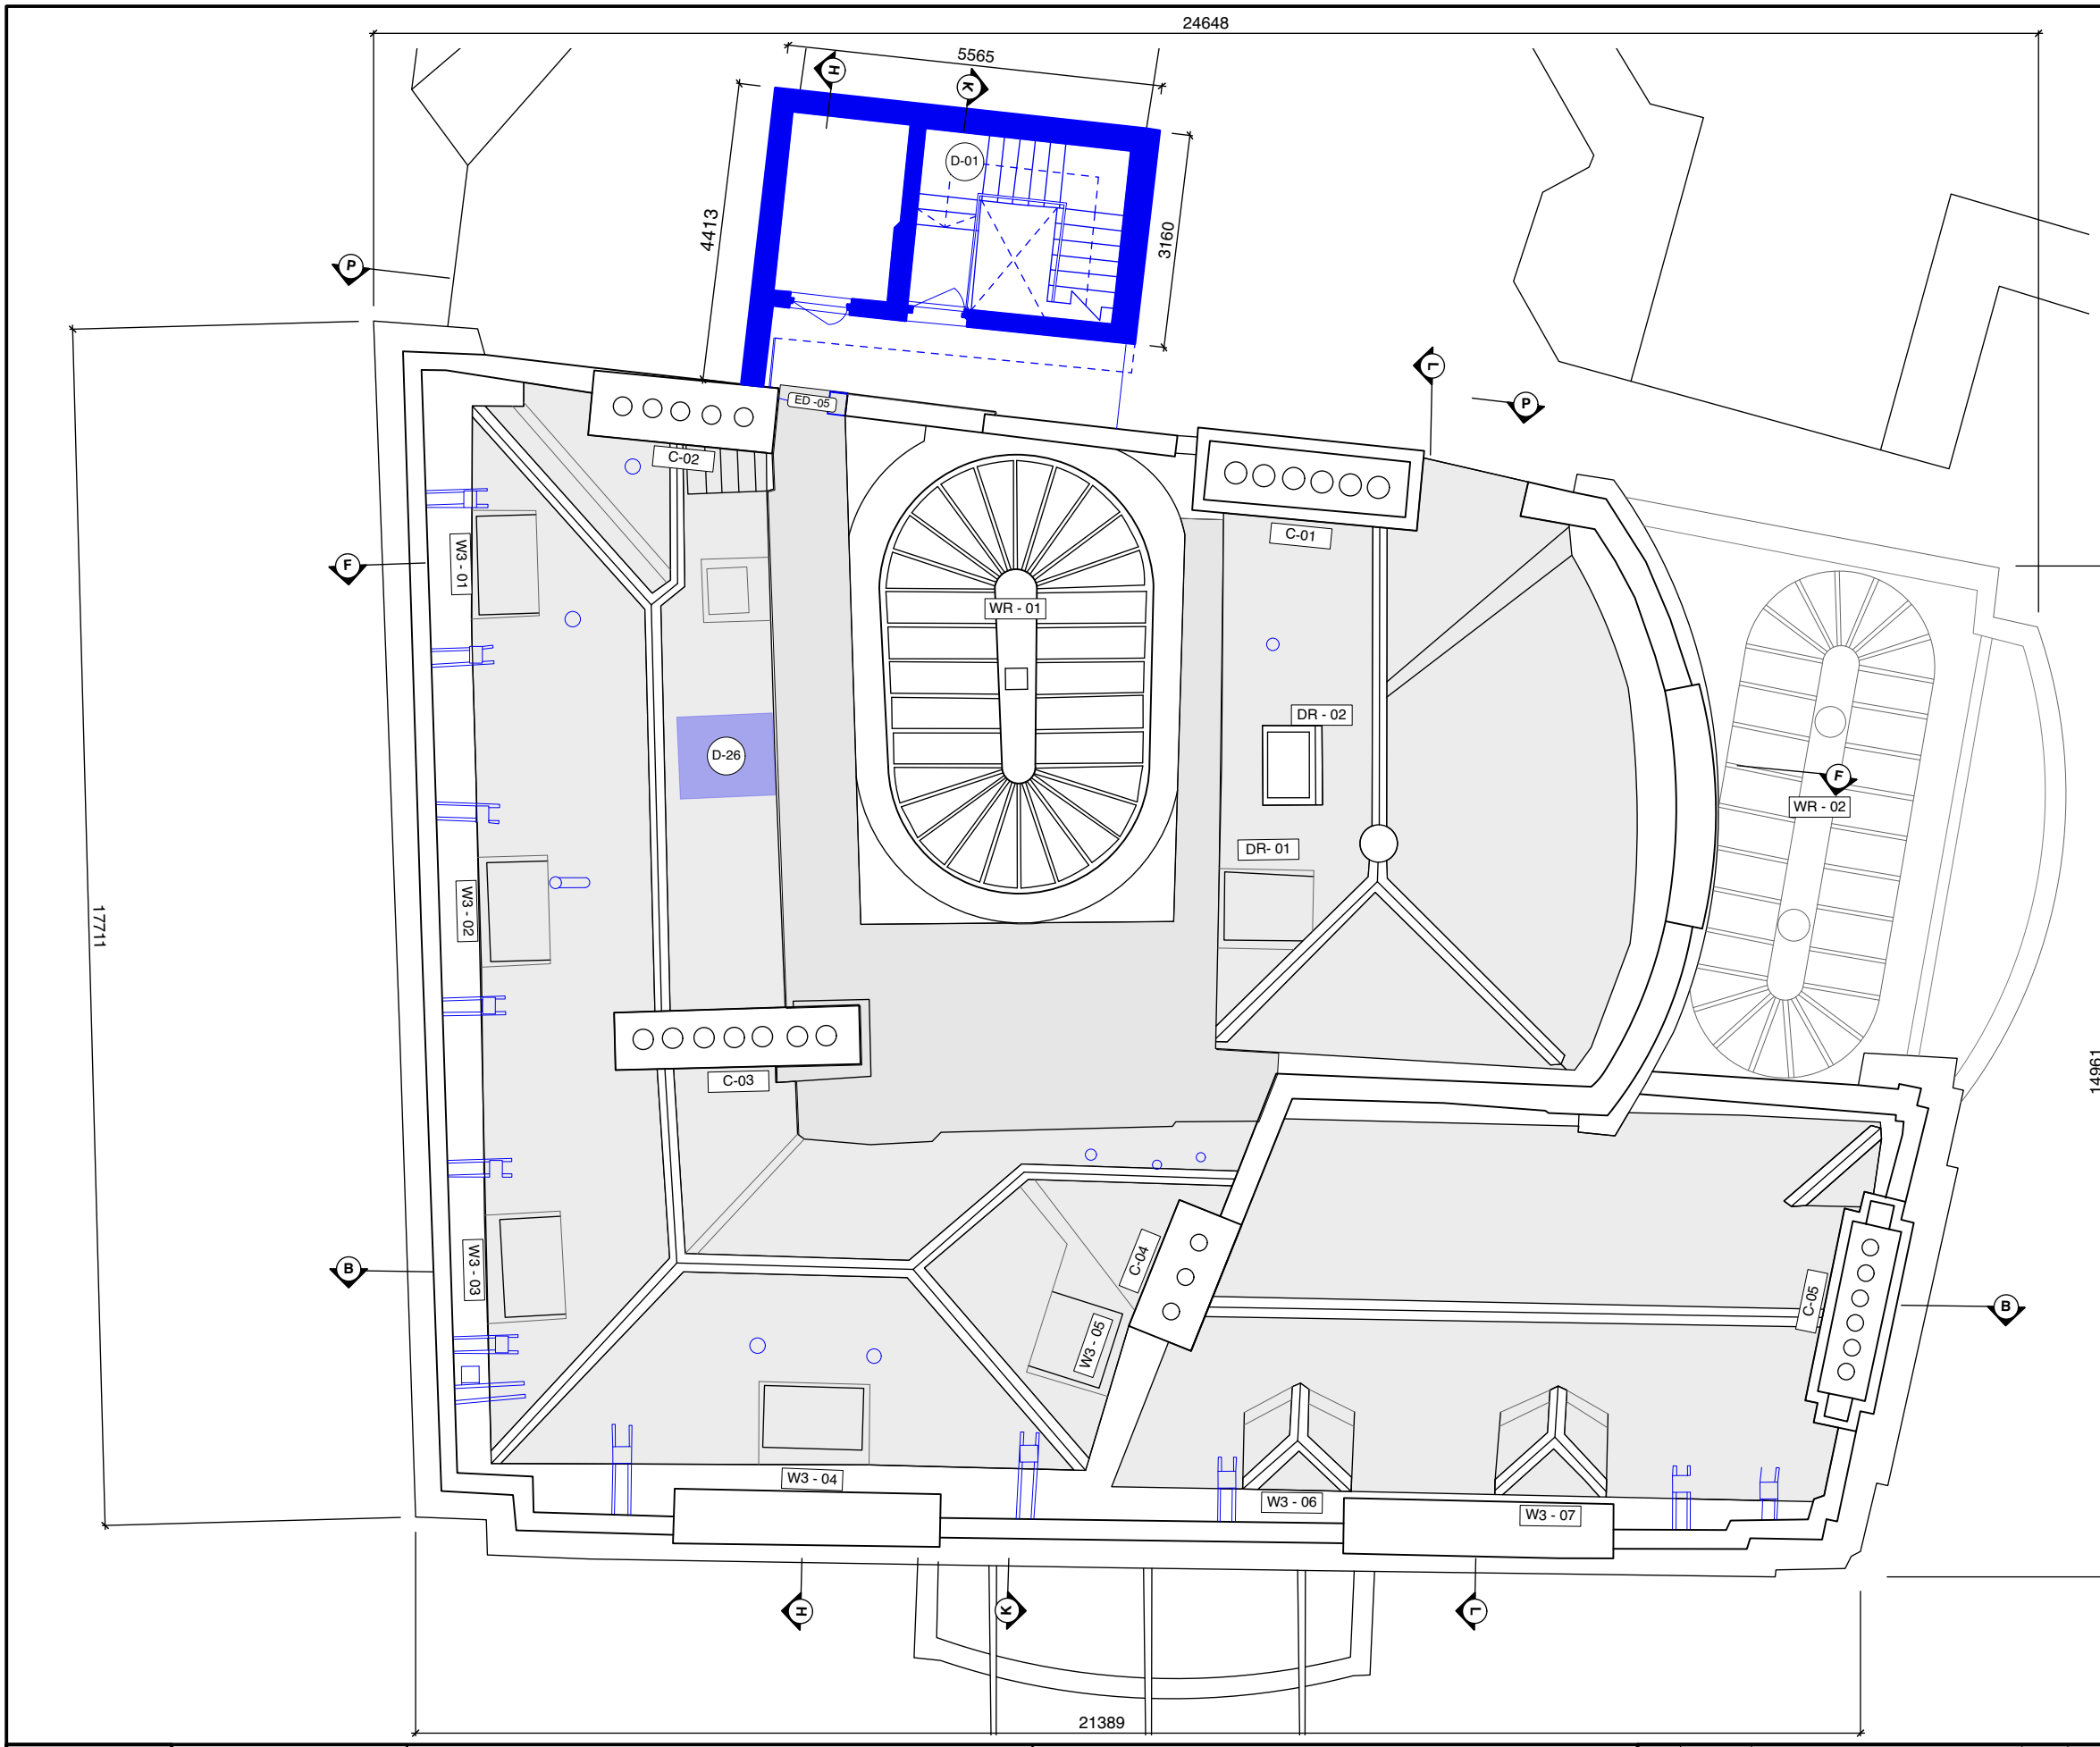 24648
5565
H
K
D-01
4413
3160
P
L
P
ED -05
C-02
C-01
W3 - 01
F
WR - 01
DR - 02
D-26
F
WR - 02
DR- 01
W3 - 02
17711
C-03
14961
C-04
W3 - 03
B
C-05
B
W3 - 05
W3 - 04
W3 - 06
W3 - 07
H
K
L
21389